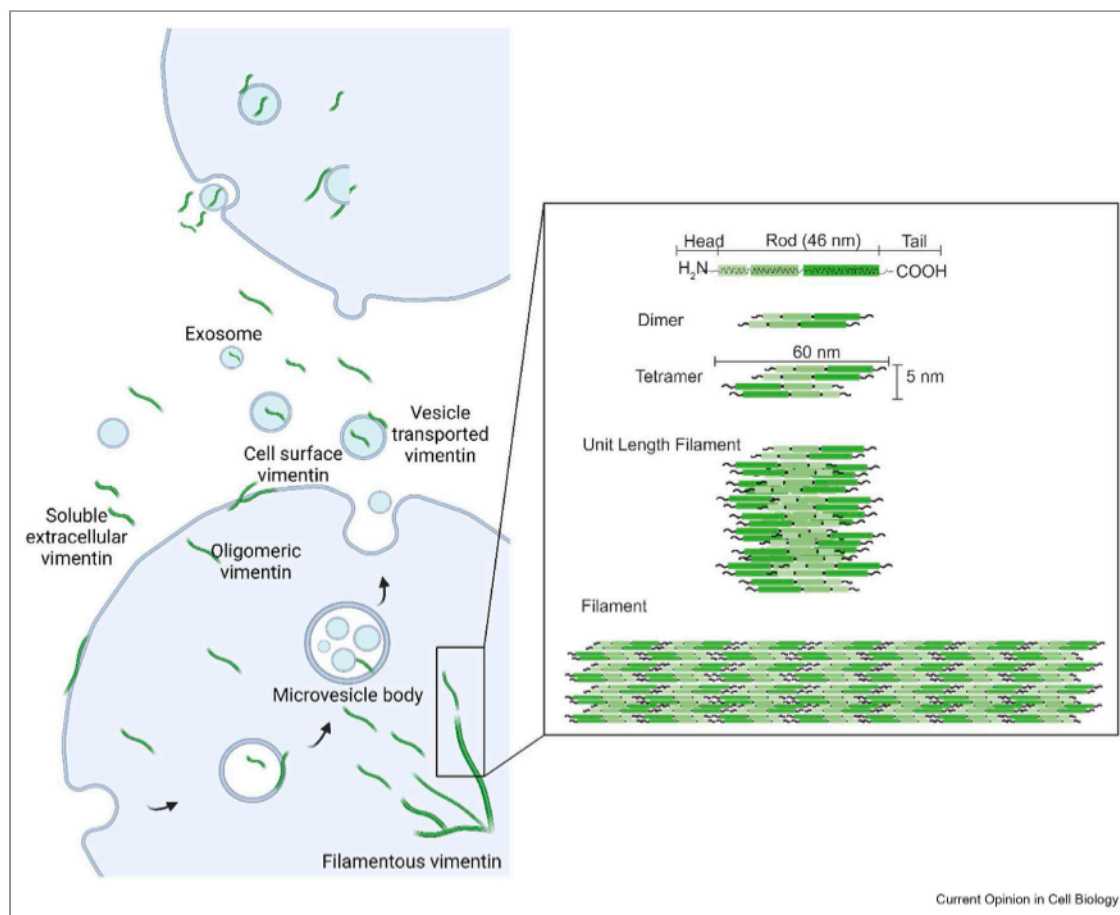 Exosome
Vesicle
transported
vimentin
Cell surface
vimentin
Soluble
extracellular
vimentin
Oligomeric
vimentin
Microvesicle body
Filamentous vimentin
Head Rod (46 nm) Tail
H2N COOH
Dimer
60 nm
Tetramer
5 nm
Unit Length Filament
Filament
Current Opinion in Cell Biology